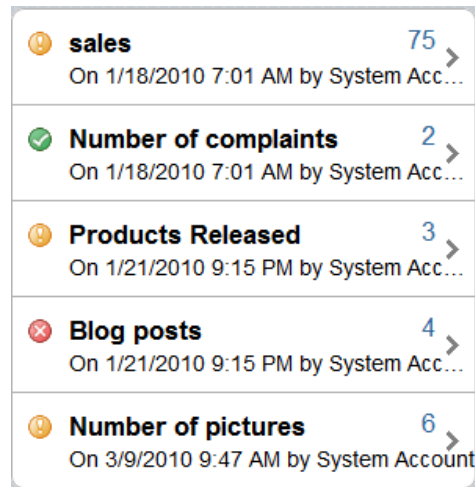 sales 75
On 1/18/2010 7:01 AM by System Acc...
Number of complaints 2
On 1/18/2010 7:01 AM by System Acc...
Products Released 3
On 1/21/2010 9:15 PM by System Acc...
Blog posts 4
On 1/21/2010 9:15 PM by System Acc...
Number of pictures 6
On 3/9/2010 9:47 AM by System Account